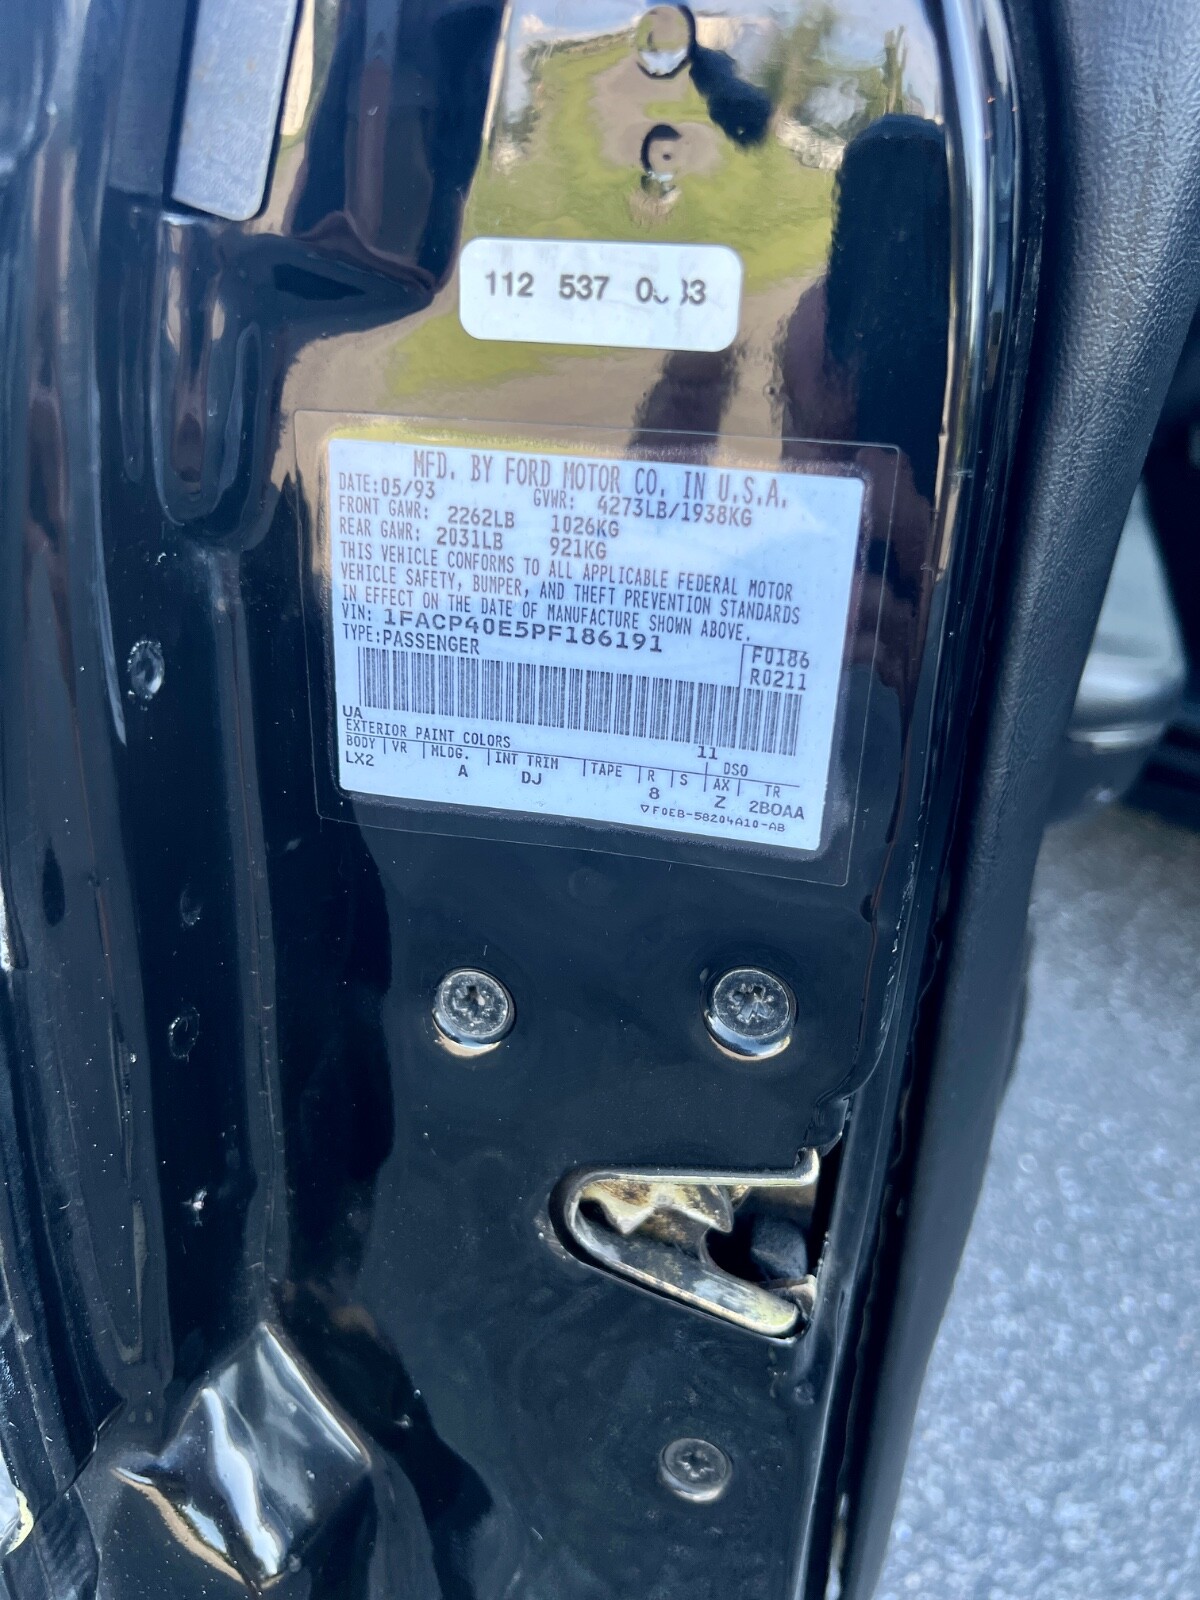 112 537
MFD. BY FORD MOTOR CO. IN U.S.A.
DATE:05/93 GVWR: 4273LB/1938KG
FRONT GAWR: 2262LB 1026KG
REAR GAWR: 2031LB 921KG
THIS VEHICLE CONFORMS TO ALL APPLICABLE FEDERAL MOTOR
VEHICLE SAFETY, BUMPER, AND THEFT PREVENTION STANDARDS
IN EFFECT ON THE DATE OF MANUFACTURE SHOWN ABOVE.
VIN: 1FACP40E5PF186191
TYPE:PASSENGER
F0186
R0211
UA
EXTERIOR PAINT COLORS 11 DSO
BODY VR MLDG. INT TRIM TAPE R S AX TR
LX2 A DJ 8 Z 2BOAA
▽F0EB-58204A10-AB